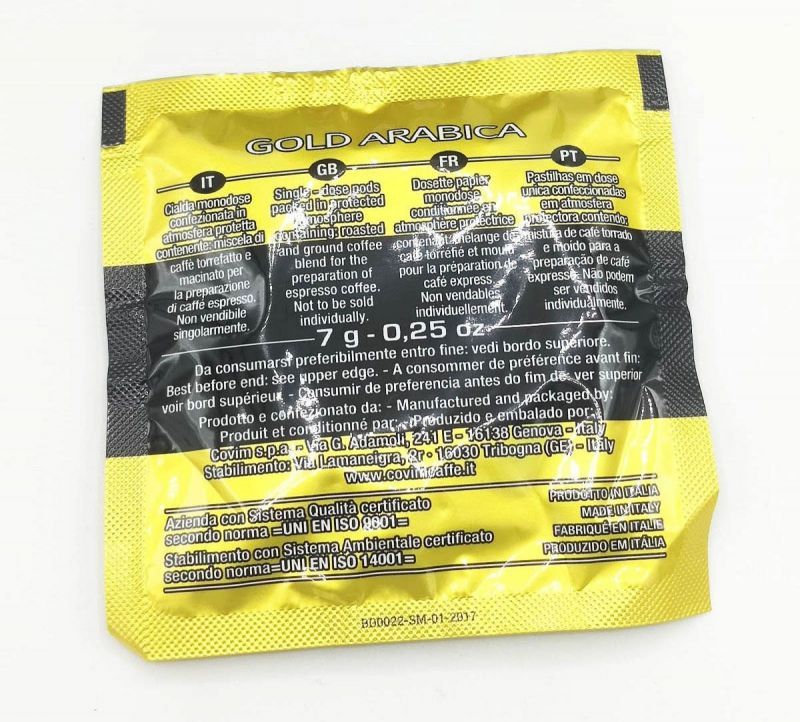 GOLD ARABICA
IT
Cialda monodose
confezionata in
atmosfera protetta
contenente: miscela di
caffè torrefatto e
macinato per
la preparazione
di caffè espresso.
Non vendibile
singolarmente.
GB
Single-dose pods
packed in protected
atmosphere
roasted
and ground coffee
blend for the
preparation of
espresso coffee.
Not to be sold
individually.
FR
Dosette papier
monodose
conditionnée en
atmorphère protectrice
contenant mélange de
café torréfié et moulu
pour la préparation de
café express.
Non vendables
individuellement.
PT
Pastilhas em dose
unica confeccionadas
em atmosfera
protectora contendo:
mistura de café torrado
e moido para a
preparação de café
expresse. Não podem
ser vendidos
individualmente.
7 g - 0,25 oz
Da consumarsi preferibilmente entro fine: vedi bordo superiore.
Best before end: see upper edge. - A consommer de préférence avant fin:
voir bord supérieur. - Consumir de preferencia antes do fim de: ver superior
Prodotto e confezionato da: - Manufactured and packaged by:
Produit et conditionné par: - Produzido e embalado por:
Covim s.p.a. - Via G. Adamoli, 241 E - 16138 Genova - Italy
Stabilimento: Via Lamaneigra, 8r - 16030 Tribogna (GE) - Italy
www.covimcaffe.it
Azienda con Sistema Qualità certificato
secondo norma =UNI EN ISO 9001=
Stabilimento con Sistema Ambientale certificato
secondo norma=UNI EN ISO 14001=
PRODOTTO IN ITALIA
MADE IN ITALY
FABRIQUÉ EN ITALIE
PRODUZIDO EM ITÁLIA
BD0022-SM-01-2017